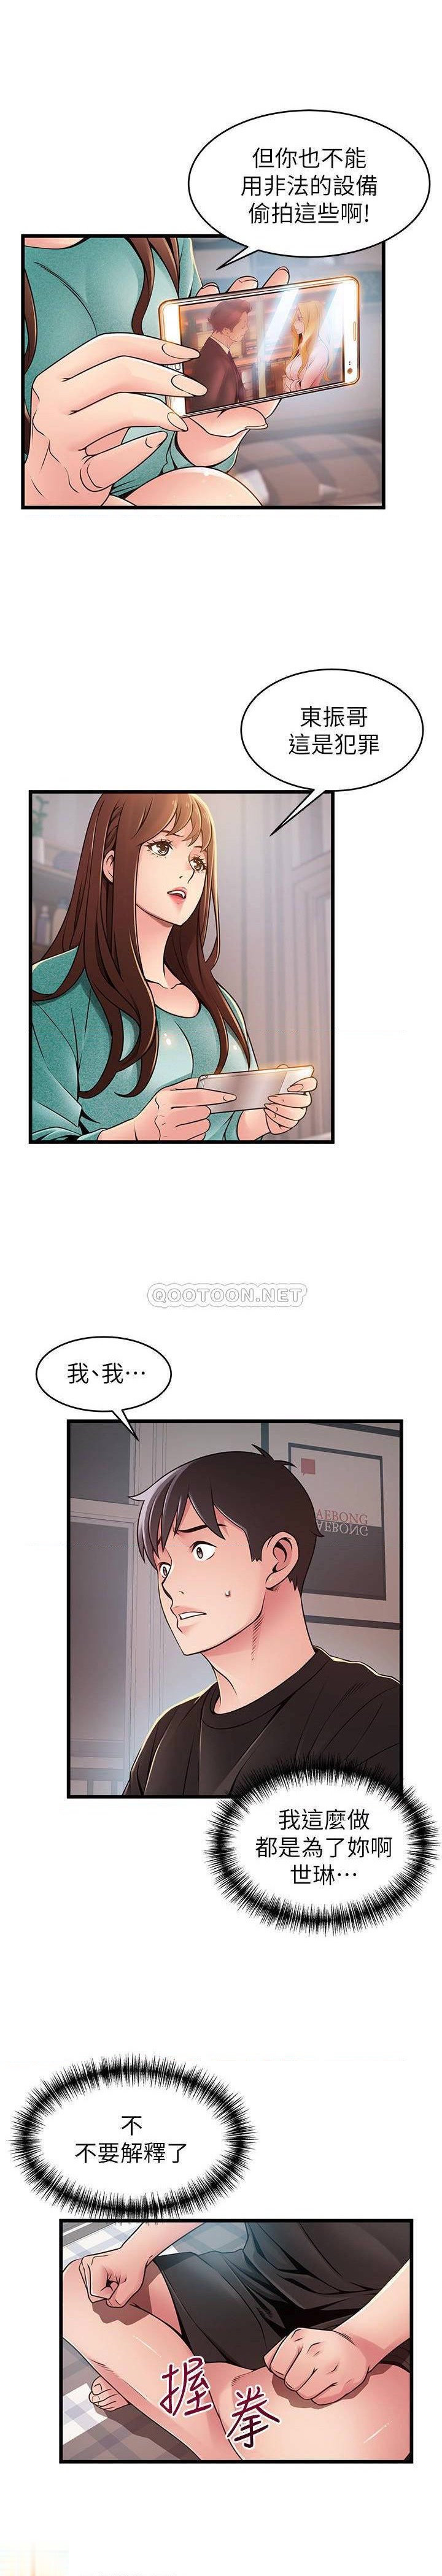 但你也不能
用非法的設備
偷拍這些啊!
東振哥
這是犯罪
QOOTOON.NET
我、我…
AEBONG
AEBONG
我這麼做
都是為了妳啊
世琳…
不
不要解釋了
握拳